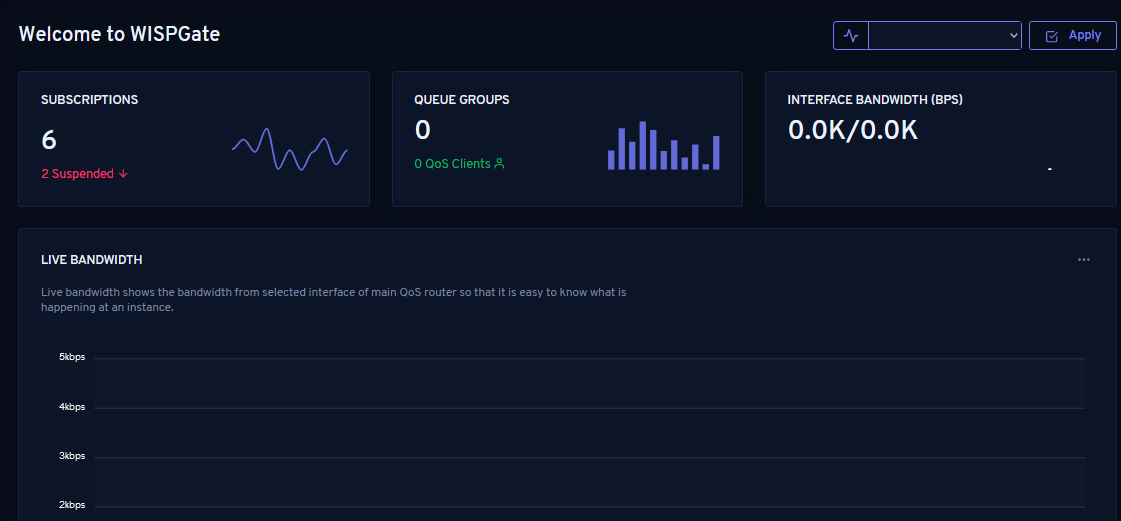 Welcome to WISPGate
Apply
SUBSCRIPTIONS
6
2 Suspended ↓
QUEUE GROUPS
0
0 QoS Clients
INTERFACE BANDWIDTH (BPS)
0.0K/0.0K
LIVE BANDWIDTH
Live bandwidth shows the bandwidth from selected interface of main QoS router so that it is easy to know what is
happening at an instance.
5kbps
4kbps
3kbps
2kbps